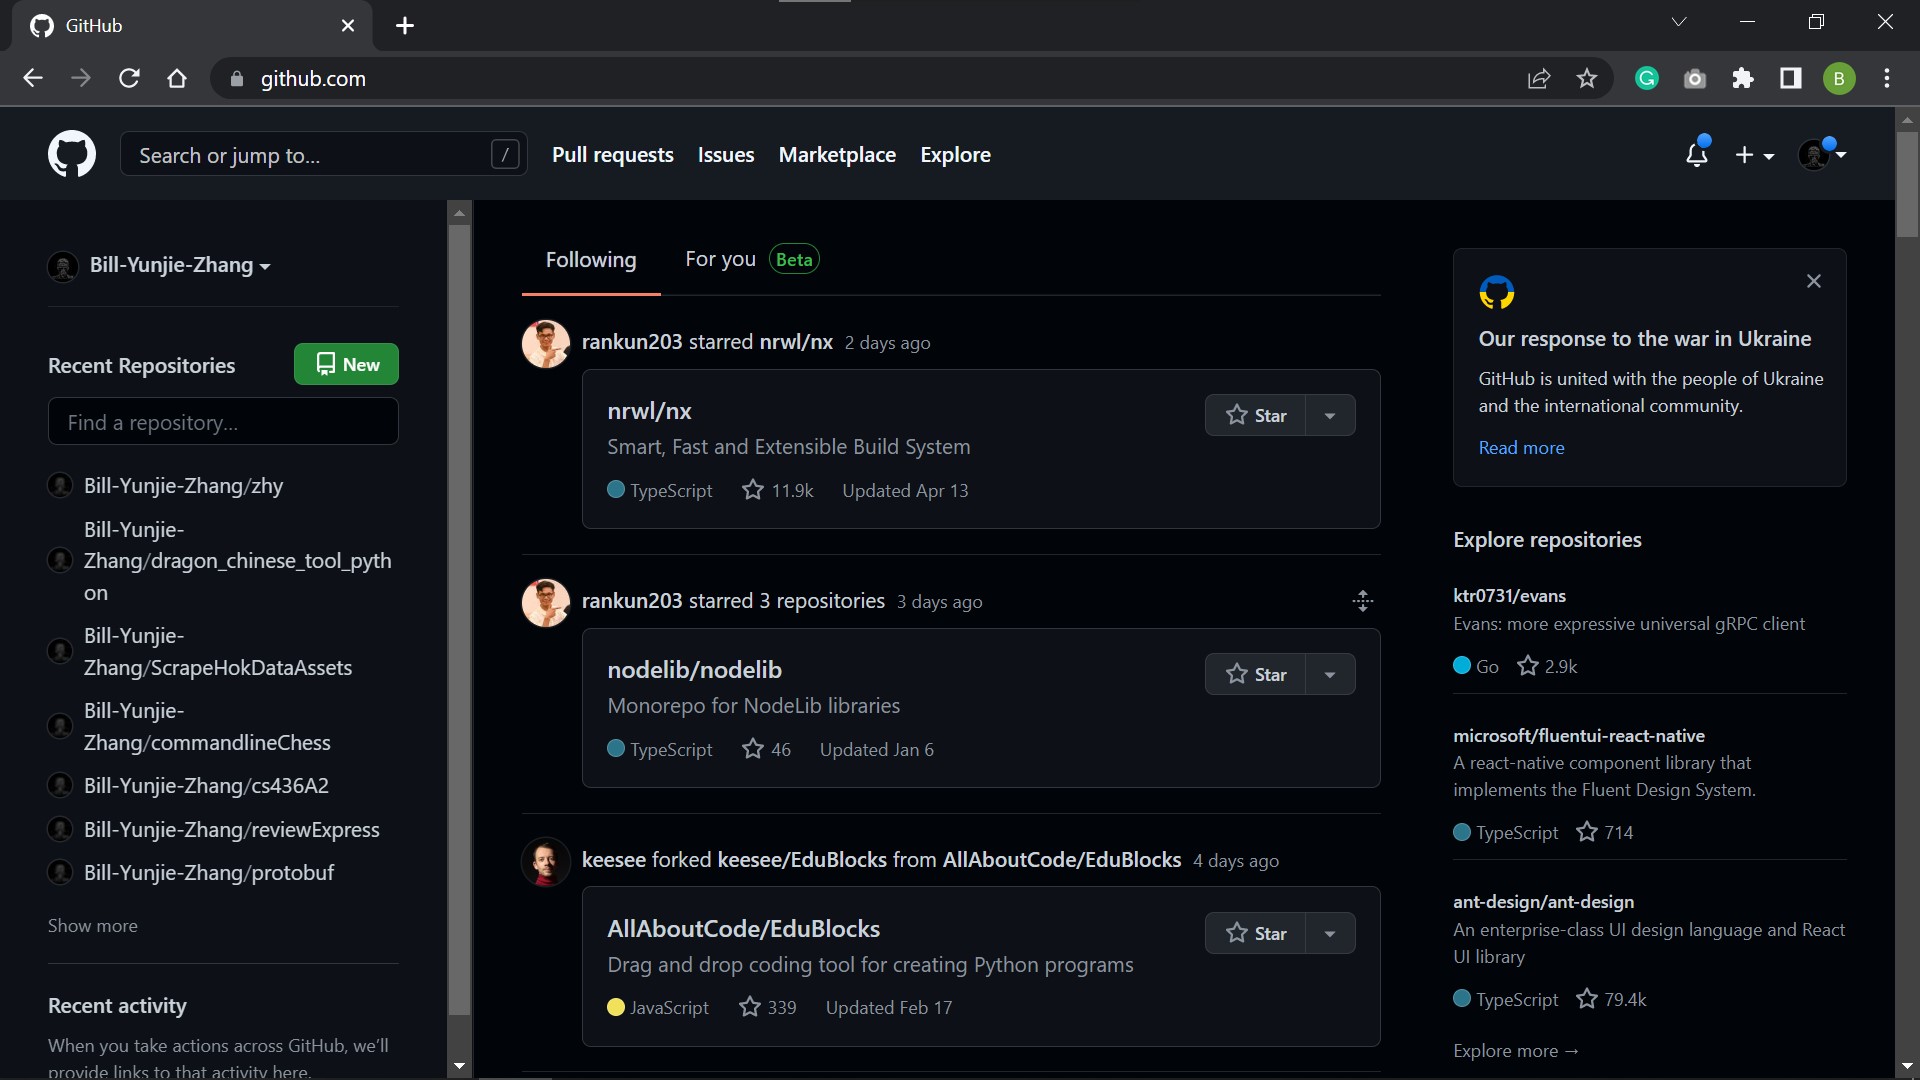 GitHub
github.com
B
Search or jump to...
/
Pull requests
Issues
Marketplace
Explore
Bill-Yunjie-Zhang
Recent Repositories
New
Find a repository...
Bill-Yunjie-Zhang/zhy
Bill-Yunjie-
Zhang/dragon_chinese_tool_pyth
on
Bill-Yunjie-
Zhang/ScrapeHokDataAssets
Bill-Yunjie-
Zhang/commandlineChess
Bill-Yunjie-Zhang/cs436A2
Bill-Yunjie-Zhang/reviewExpress
Bill-Yunjie-Zhang/protobuf
Show more
Recent activity
When you take actions across GitHub, we'll
provide links to that activity here.
Following
For you
Beta
rankun203 starred nrwl/nx 2 days ago
nrwl/nx
Star
Smart, Fast and Extensible Build System
TypeScript 11.9k Updated Apr 13
rankun203 starred 3 repositories 3 days ago
nodelib/nodelib
Star
Monorepo for NodeLib libraries
TypeScript 46 Updated Jan 6
keesee forked keesee/EduBlocks from AllAboutCode/EduBlocks 4 days ago
AllAboutCode/EduBlocks
Star
Drag and drop coding tool for creating Python programs
JavaScript 339 Updated Feb 17
Our response to the war in Ukraine
GitHub is united with the people of Ukraine
and the international community.
Read more
Explore repositories
ktr0731/evans
Evans: more expressive universal gRPC client
Go 2.9k
microsoft/fluentui-react-native
A react-native component library that
implements the Fluent Design System.
TypeScript 714
ant-design/ant-design
An enterprise-class UI design language and React
UI library
TypeScript 79.4k
Explore more →